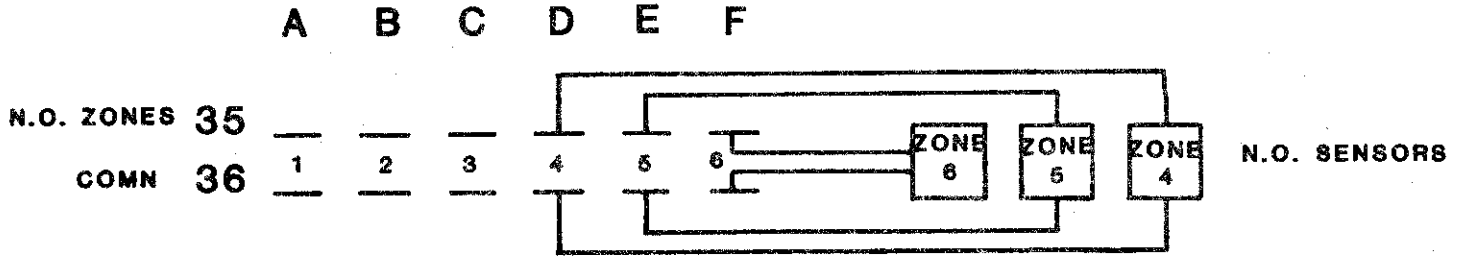 A B C D E F
N.O. ZONES 35
1 2 3 4 5 6
COMN 36
ZONE 6
ZONE 5
ZONE 4
N.O. SENSORS